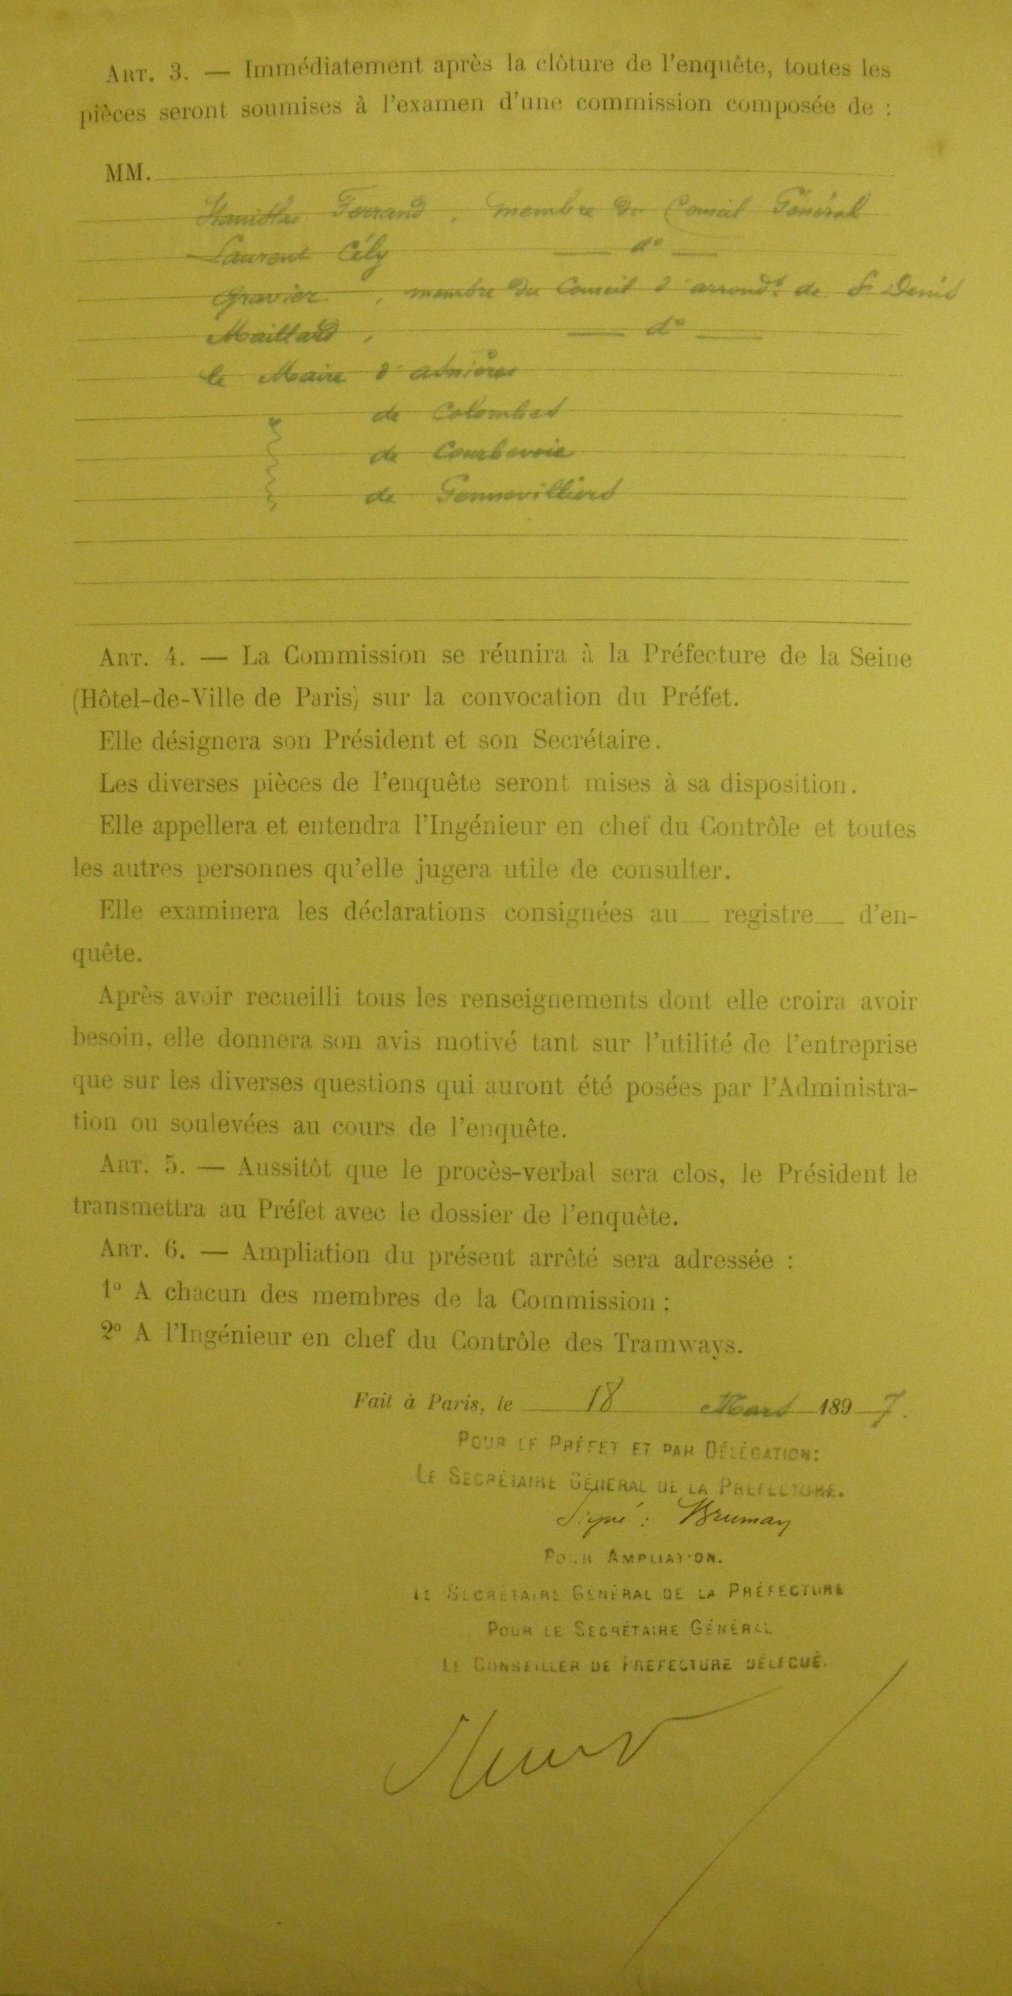 ART. 3. — Immédiatement après la clôture de l'enquête, toutes les
pièces seront soumises à l'examen d'une commission composée de :
MM.
Stanislas Ferrand, membre du Conseil Général
Laurent Cély — d° —
Gravier, membre du Conseil d'arrondt. de St Denis
Maillard, — d° —
le Maire d'Asnières
de Colombes
de Courbevoie
de Gennevilliers
ART. 4. — La Commission se réunira à la Préfecture de la Seine
(Hôtel-de-Ville de Paris) sur la convocation du Préfet.
Elle désignera son Président et son Secrétaire.
Les diverses pièces de l'enquête seront mises à sa disposition.
Elle appellera et entendra l'Ingénieur en chef du Contrôle et toutes
les autres personnes qu'elle jugera utile de consulter.
Elle examinera les déclarations consignées au registre d'en-
quête.
Après avoir recueilli tous les renseignements dont elle croira avoir
besoin, elle donnera son avis motivé tant sur l'utilité de l'entreprise
que sur les diverses questions qui auront été posées par l'Administra-
tion ou soulevées au cours de l'enquête.
ART. 5. — Aussitôt que le procès-verbal sera clos, le Président le
transmettra au Préfet avec le dossier de l'enquête.
ART. 6. — Ampliation du présent arrêté sera adressée :
1° A chacun des membres de la Commission ;
2° A l'Ingénieur en chef du Contrôle des Tramways.
Fait à Paris, le 18 Mars 1897.
POUR LE PRÉFET ET PAR DÉLÉGATION:
LE SECRÉTAIRE GÉNÉRAL DE LA PRÉFECTURE.
Signé : Bruman
POUR AMPLIATION.
LE SECRÉTAIRE GÉNÉRAL DE LA PRÉFECTURE
POUR LE SECRÉTAIRE GÉNÉRAL
LE CONSEILLER DE PRÉFECTURE DÉLÉGUÉ.